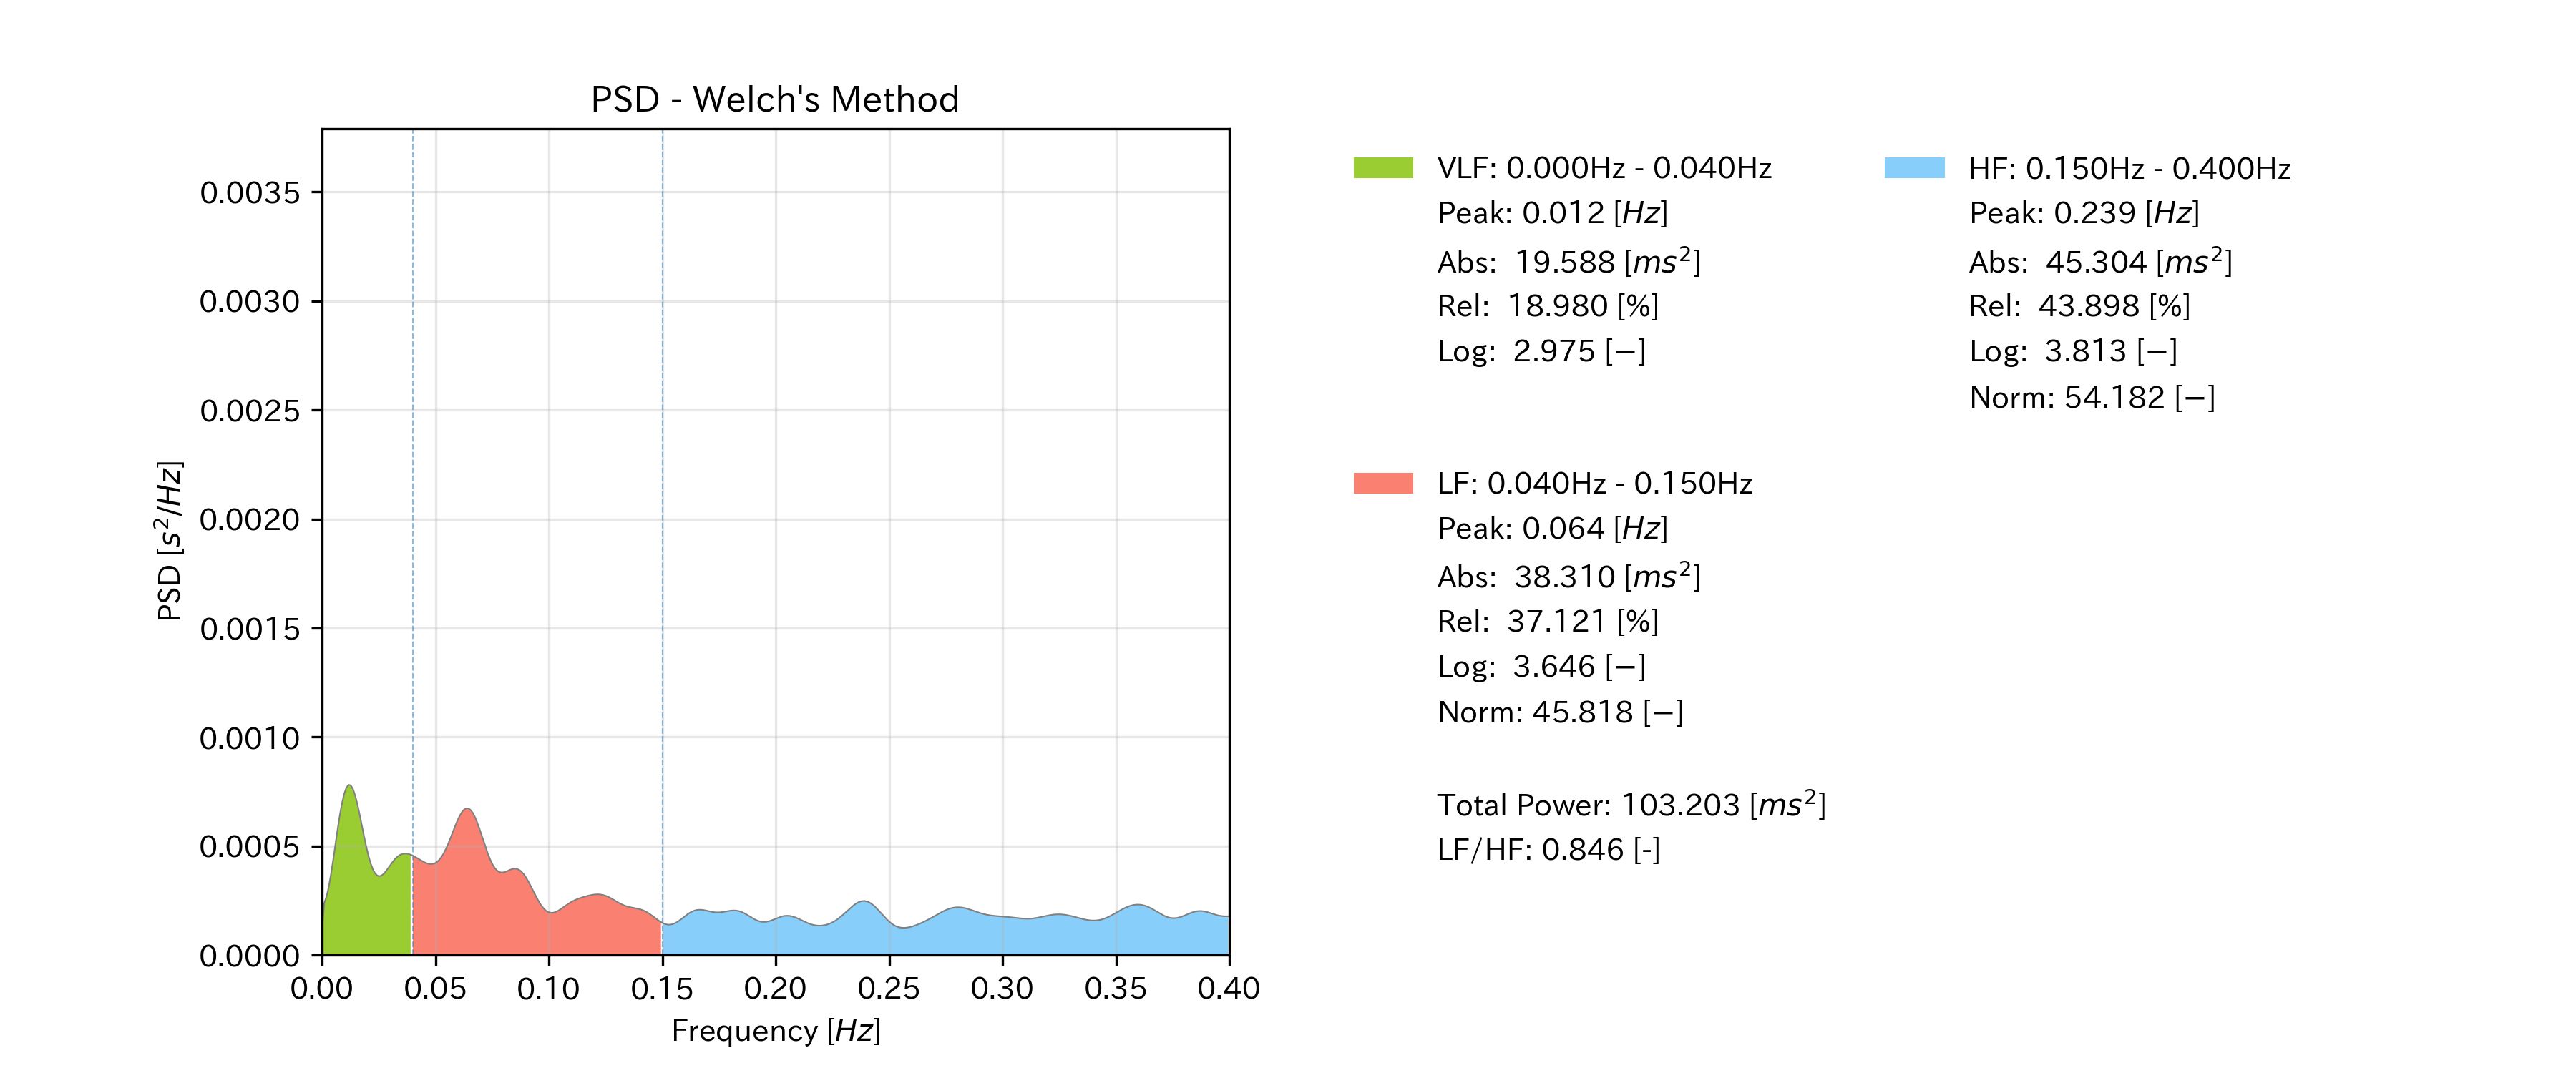 PSD - Welch's Method
0.0035
0.0030
0.0025
0.0020
0.0015
0.0010
0.0005
0.0000
PSD [s²/Hz]
0.00 0.05 0.10 0.15 0.20 0.25 0.30 0.35 0.40
Frequency [Hz]
VLF: 0.000Hz - 0.040Hz
Peak: 0.012 [Hz]
Abs: 19.588 [ms²]
Rel: 18.980 [%]
Log: 2.975 [−]
LF: 0.040Hz - 0.150Hz
Peak: 0.064 [Hz]
Abs: 38.310 [ms²]
Rel: 37.121 [%]
Log: 3.646 [−]
Norm: 45.818 [−]
Total Power: 103.203 [ms²]
LF/HF: 0.846 [-]
HF: 0.150Hz - 0.400Hz
Peak: 0.239 [Hz]
Abs: 45.304 [ms²]
Rel: 43.898 [%]
Log: 3.813 [−]
Norm: 54.182 [−]